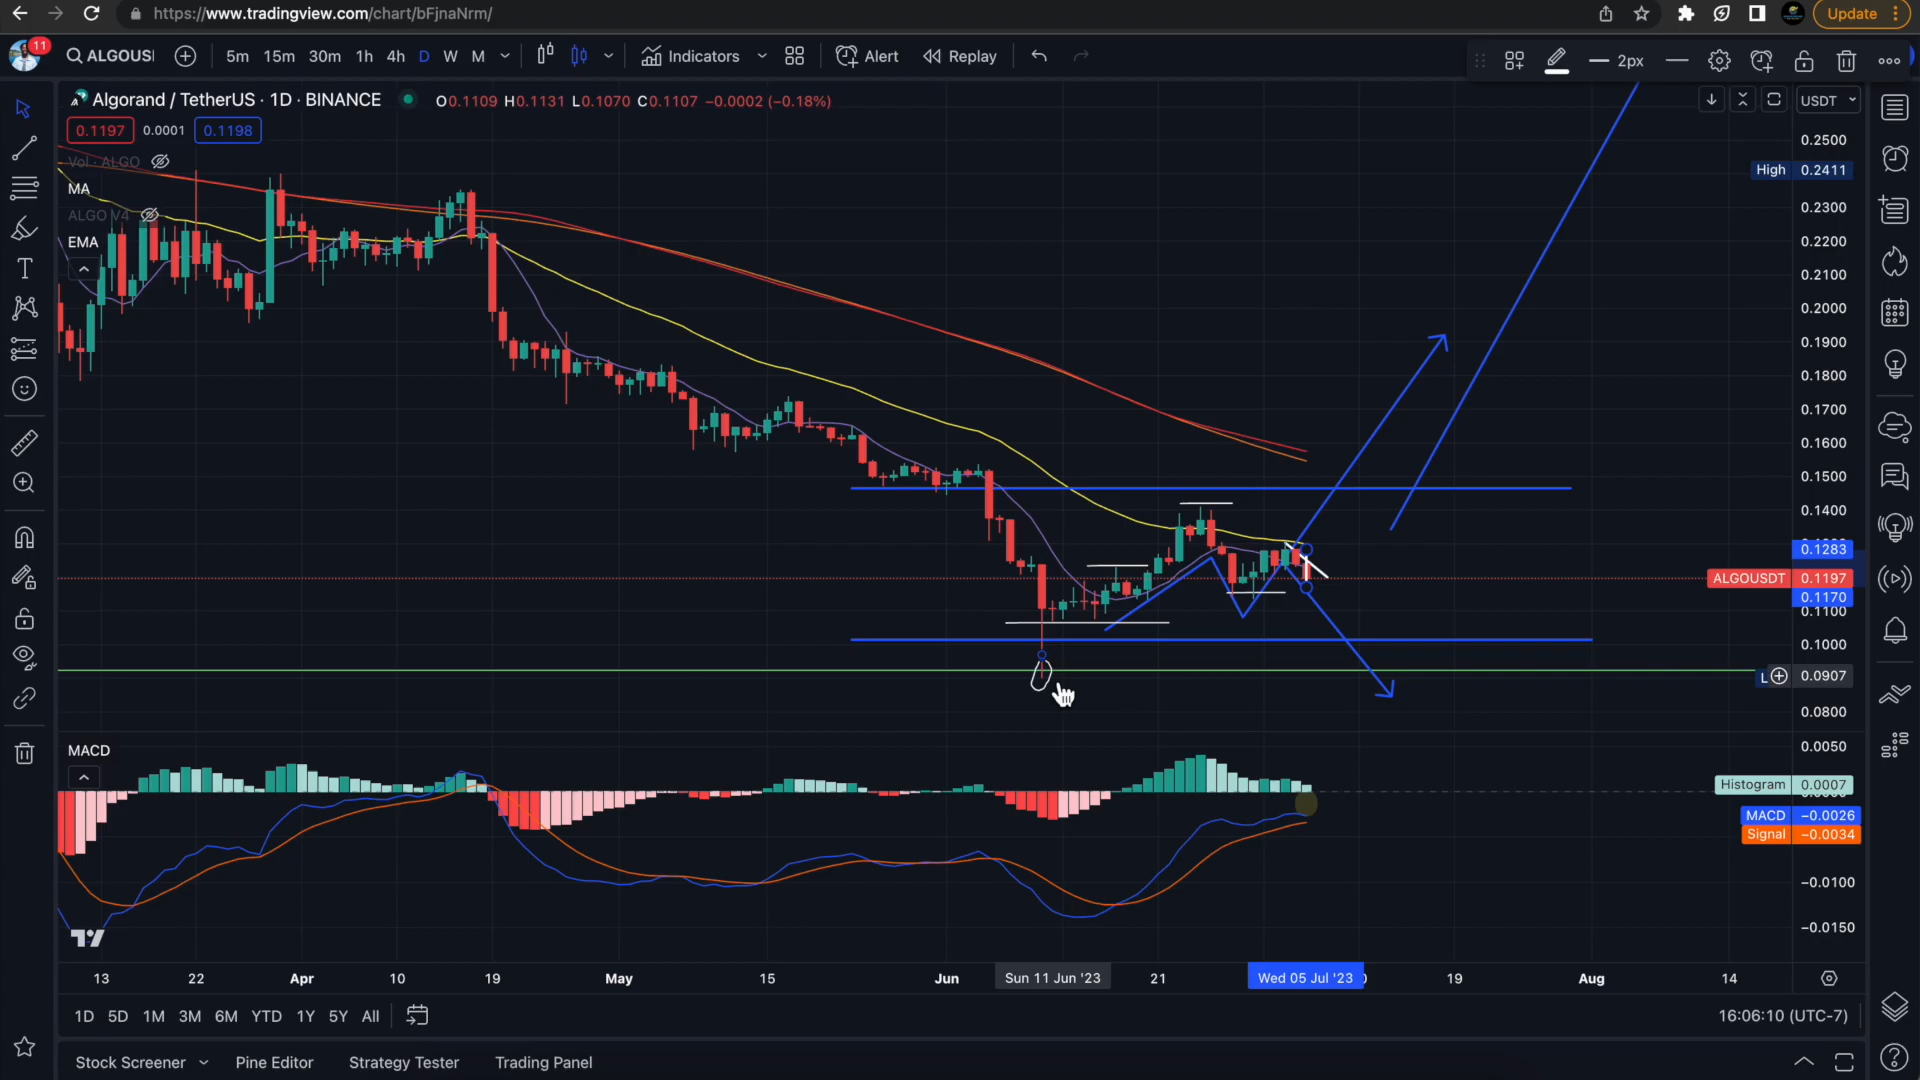 https://www.tradingview.com/chart/bFjnaNrm/
Update
11
ALGOUSI
5m 15m 30m 1h 4h D W M
Indicators
Alert
Replay
2px
Algorand / TetherUS · 1D · BINANCE
O0.1109 H0.1131 L0.1070 C0.1107 −0.0002 (−0.18%)
USDT
0.1197 0.0001 0.1198
Vol · ALGO
MA
ALGO V4
EMA
0.2500
High 0.2411
0.2300
0.2200
0.2100
0.2000
0.1900
0.1800
0.1700
0.1600
0.1500
0.1400
0.1283
ALGOUSDT 0.1197
0.1170
0.1100
0.1000
L 0.0907
0.0800
MACD
0.0050
Histogram 0.0007
MACD −0.0026
Signal −0.0034
−0.0100
−0.0150
13 22 Apr 10 19 May 15 Jun Sun 11 Jun '23 21 Wed 05 Jul '23 19 Aug 14
1D 5D 1M 3M 6M YTD 1Y 5Y All
16:06:10 (UTC-7)
Stock Screener Pine Editor Strategy Tester Trading Panel